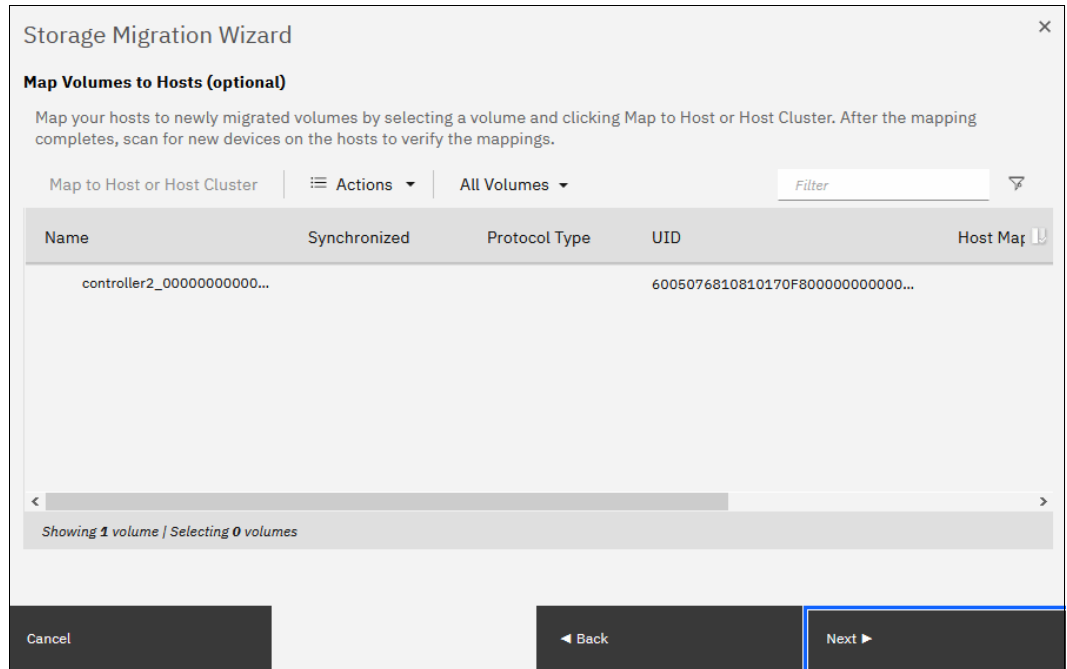 Storage Migration Wizard
Map Volumes to Hosts (optional)
Map your hosts to newly migrated volumes by selecting a volume and clicking Map to Host or Host Cluster. After the mapping
completes, scan for new devices on the hosts to verify the mappings.
Map to Host or Host Cluster Actions All Volumes Filter
Name Synchronized Protocol Type UID Host Map
controller2_00000000000... 6005076810810170F800000000000...
Showing 1 volume | Selecting 0 volumes
Cancel ◄ Back Next ►